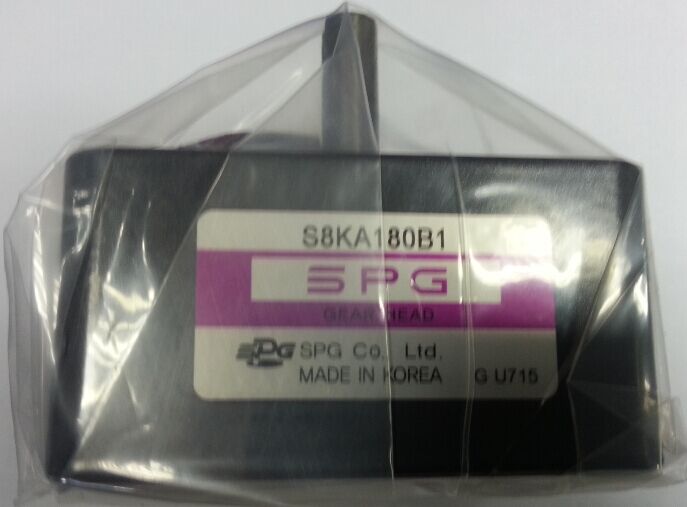 S8KA180B1
SPG
GEAR HEAD
SPG SPG Co. Ltd.
MADE IN KOREA G U715